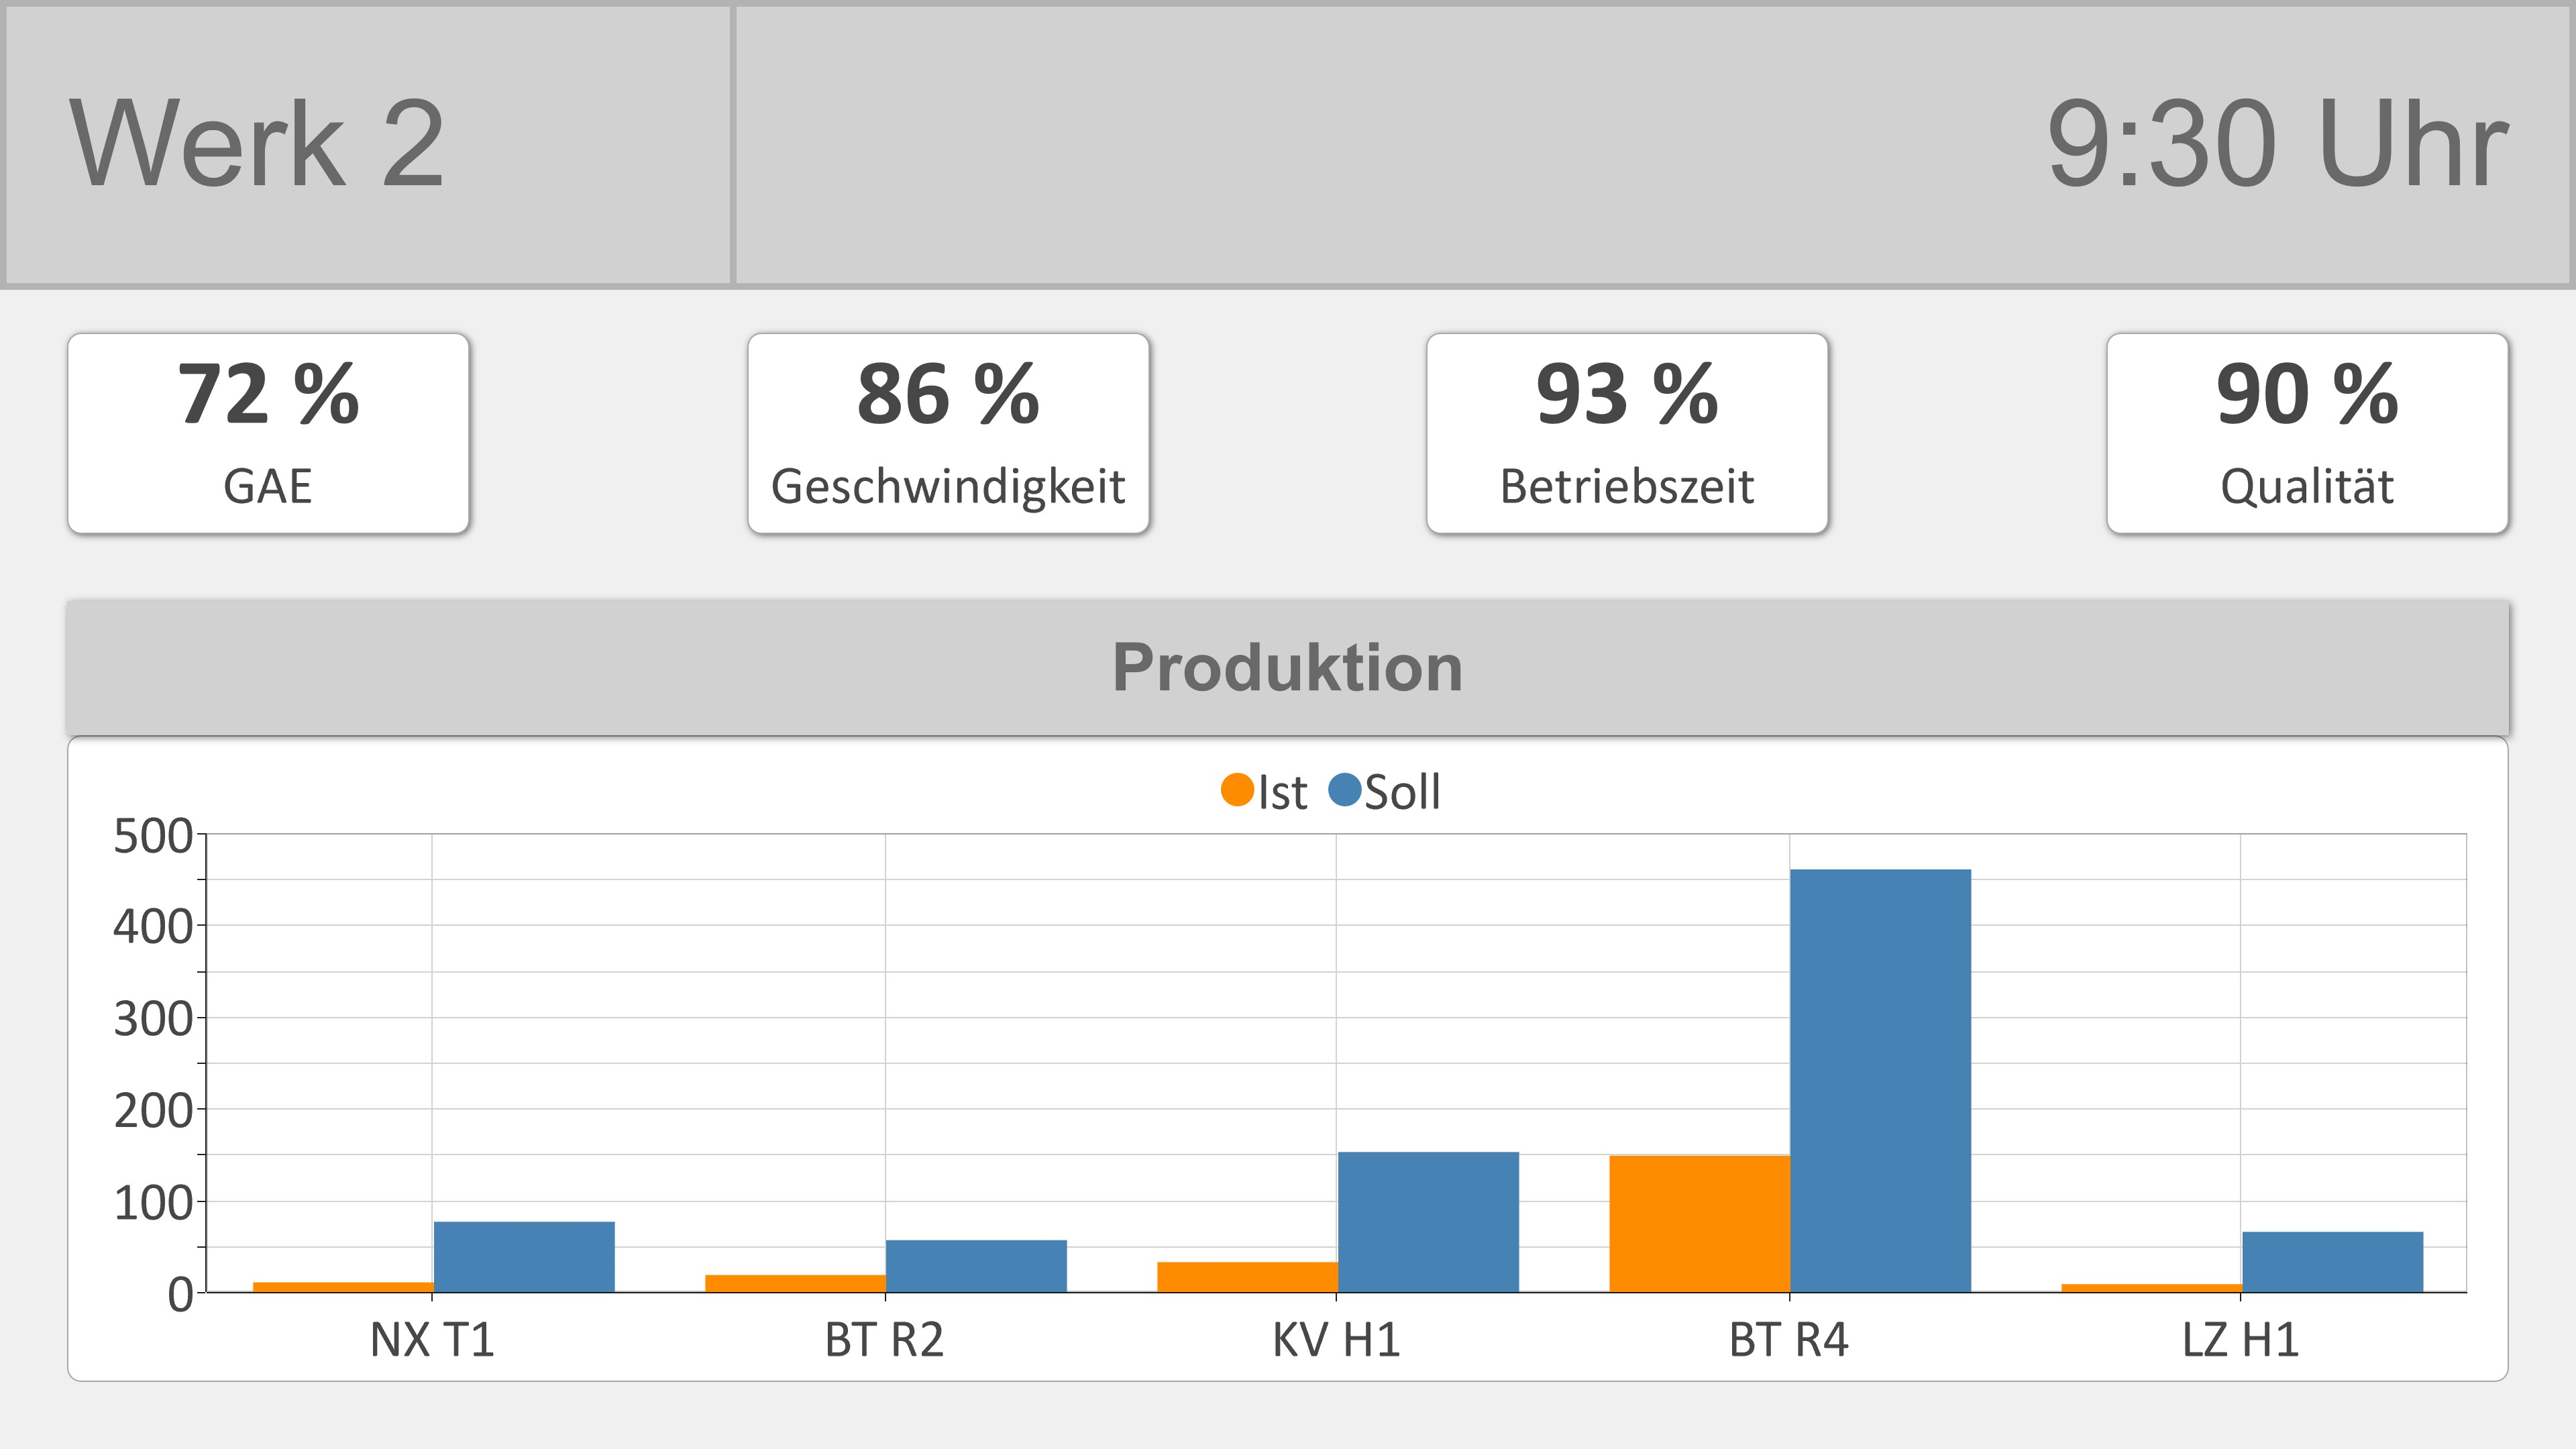 Werk 2
9:30 Uhr
72 %
GAE
86 %
Geschwindigkeit
93 %
Betriebszeit
90 %
Qualität
Produktion
Ist
Soll
500
400
300
200
100
0
NX T1
BT R2
KV H1
BT R4
LZ H1